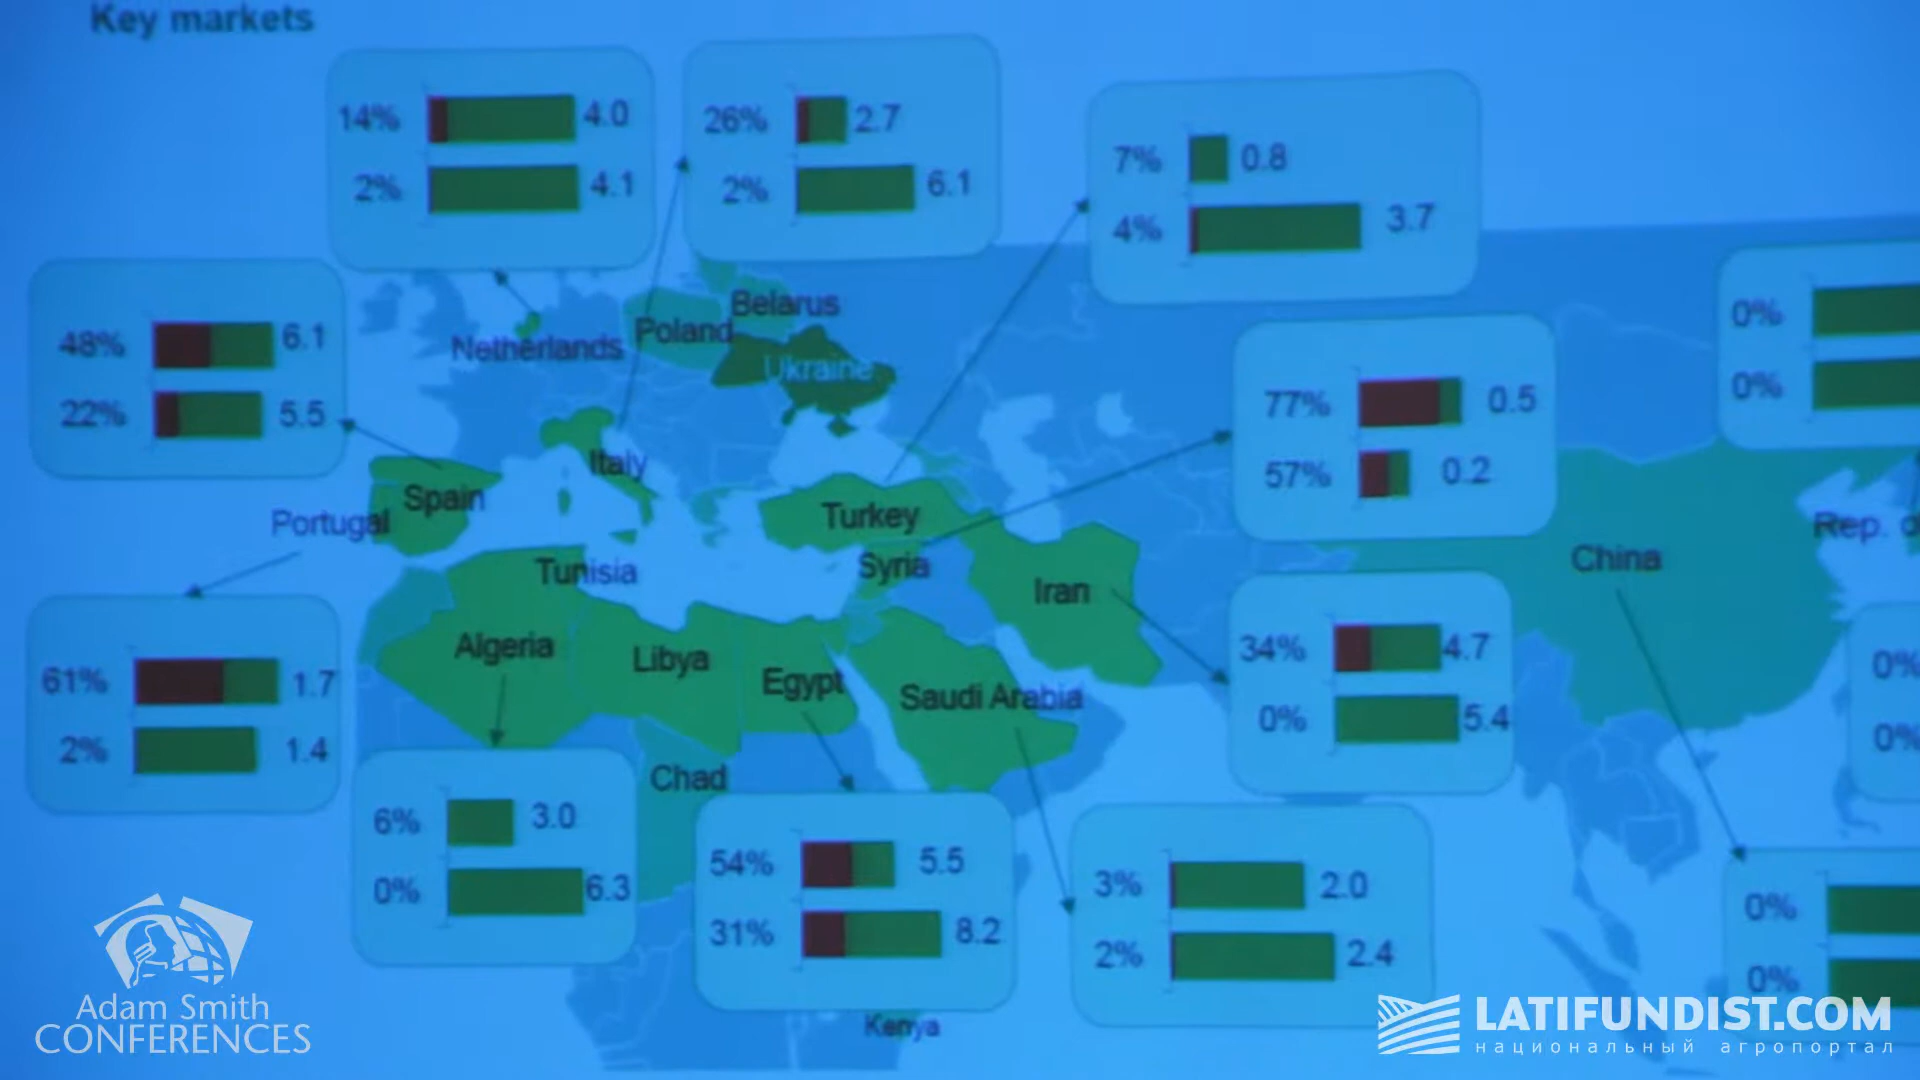 Key markets
14% 4.0
2% 4.1
26% 2.7
2% 6.1
7% 0.8
4% 3.7
48% 6.1
22% 5.5
77% 0.5
57% 0.2
0%
0%
Belarus
Poland
Netherlands
Ukraine
Italy
Spain
Portugal
Turkey
Tunisia
Syria
Iran
China
Rep.
Algeria
Libya
Egypt
Saudi Arabia
Chad
Kenya
61% 1.7
2% 1.4
34% 4.7
0% 5.4
0%
0%
6% 3.0
0% 6.3
54% 5.5
31% 8.2
3% 2.0
2% 2.4
0%
0%
Adam Smith
CONFERENCES
LATIFUNDIST.COM
национальный агропортал